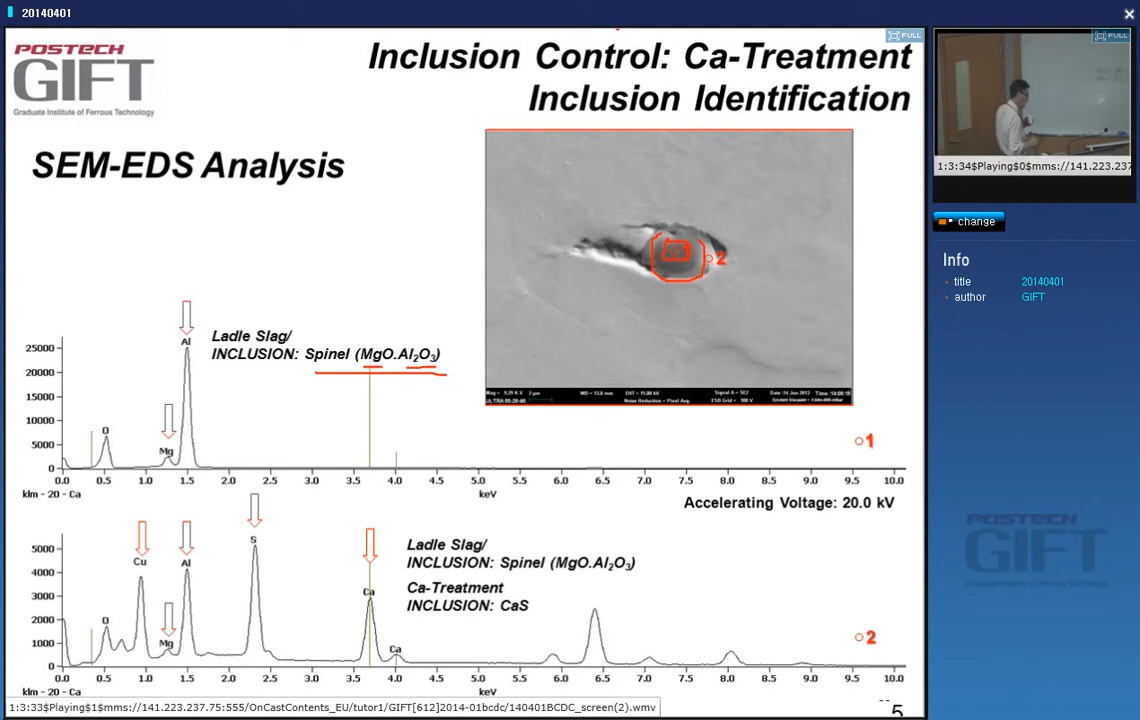 20140401
POSTECH
GIFT
Graduate Institute of Ferrous Technology
Inclusion Control: Ca-Treatment
Inclusion Identification
FULL
FULL
SEM-EDS Analysis
2
1:3:34$Playing$0$mms://141.223.237
change
Info
title 20140401
author GIFT
Ladle Slag/
INCLUSION: Spinel (MgO.Al2O3)
Al
O
Mg
25000
20000
15000
10000
5000
0
0.0 0.5 1.0 1.5 2.0 2.5 3.0 3.5 4.0 4.5 5.0 5.5 6.0 6.5 7.0 7.5 8.0 8.5 9.0 9.5 10.0
klm - 20 - Ca
keV
1
Accelerating Voltage: 20.0 kV
Ladle Slag/
INCLUSION: Spinel (MgO.Al2O3)
Ca-Treatment
INCLUSION: CaS
O
Cu
Mg
Al
S
Ca
Ca
5000
4000
3000
2000
1000
0
0.0 0.5 1.0 1.5 2.0 2.5 3.0 3.5 4.0 4.5 5.0 5.5 6.0 6.5 7.0 7.5 8.0 8.5 9.0 9.5 10.0
klm - 20 - Ca
keV
2
POSTECH
GIFT
1:3:33$Playing$1$mms://141.223.237.75:555/OnCastContents_EU/tutor1/GIFT[612]2014-01bcdc/140401BCDC_screen(2).wmv
5